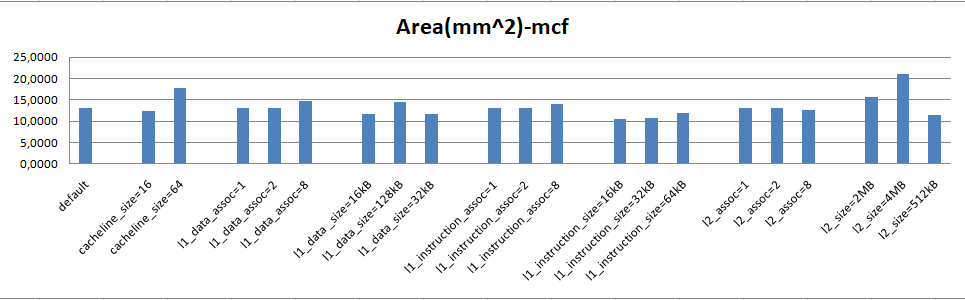 Area(mm^2)-mcf
25,0000
20,0000
15,0000
10,0000
5,0000
0,0000
default
cacheline_size=16
cacheline_size=64
l1_data_assoc=1
l1_data_assoc=2
l1_data_assoc=8
l1_data _size=16kB
l1_data_size=128kB
l1_data_size=32kB
l1_instruction_assoc=1
l1_instruction_assoc=2
l1_instruction_assoc=8
l1_instruction_size=16kB
l1_instruction_size=32kB
l1_instruction_size=64kB
l2_assoc=1
l2_assoc=2
l2_assoc=8
l2_size=2MB
l2_size=4MB
l2_size=512kB